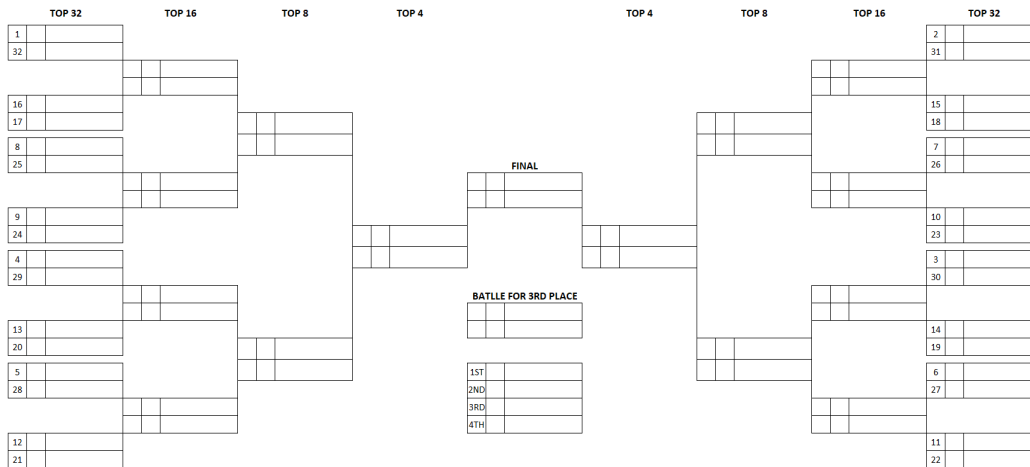 TOP 32 TOP 16 TOP 8 TOP 4 TOP 4 TOP 8 TOP 16 TOP 32
1 2
32 31
16 15
17 18
8 7
25 26
FINAL
9 10
24 23
4 3
29 30
BATLLE FOR 3RD PLACE
13 14
20 19
5 6
1ST
28 27
2ND
3RD
4TH
12 11
21 22